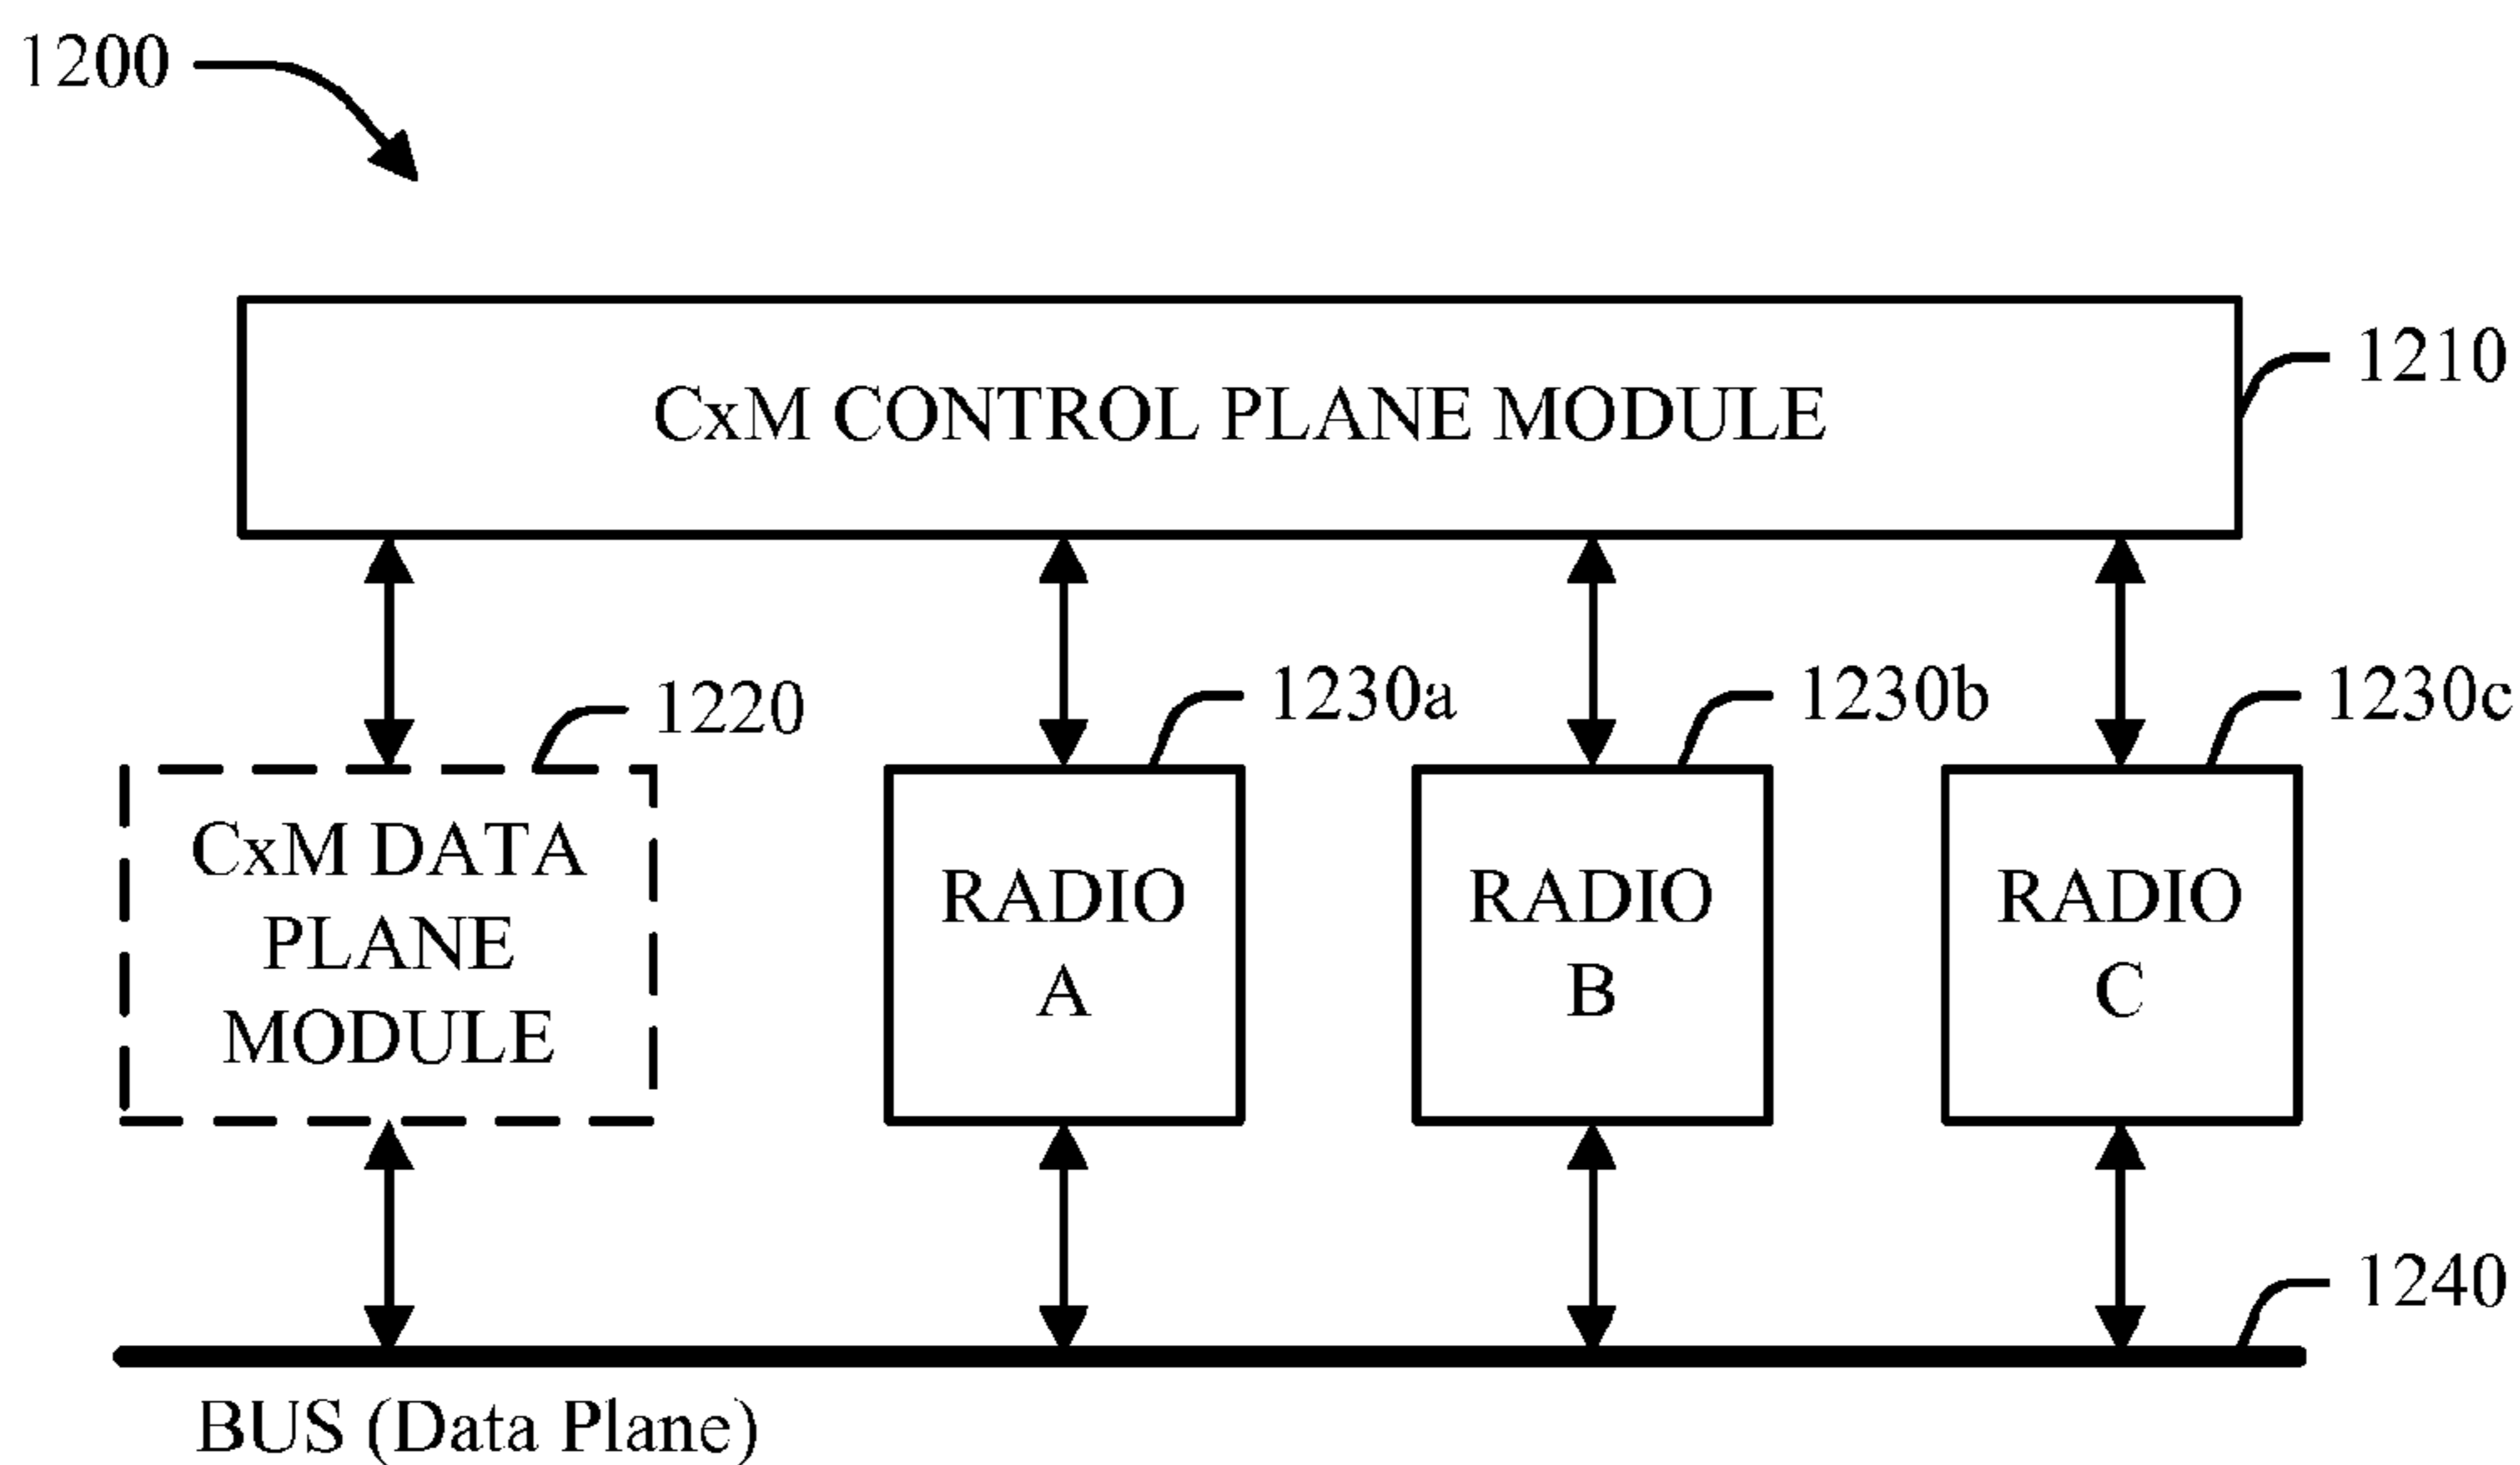 1200
CxM CONTROL PLANE MODULE
1210
1220
1230a
1230b
1230c
CxM DATA
PLANE
MODULE
RADIO
A
RADIO
B
RADIO
C
1240
BUS (Data Plane)